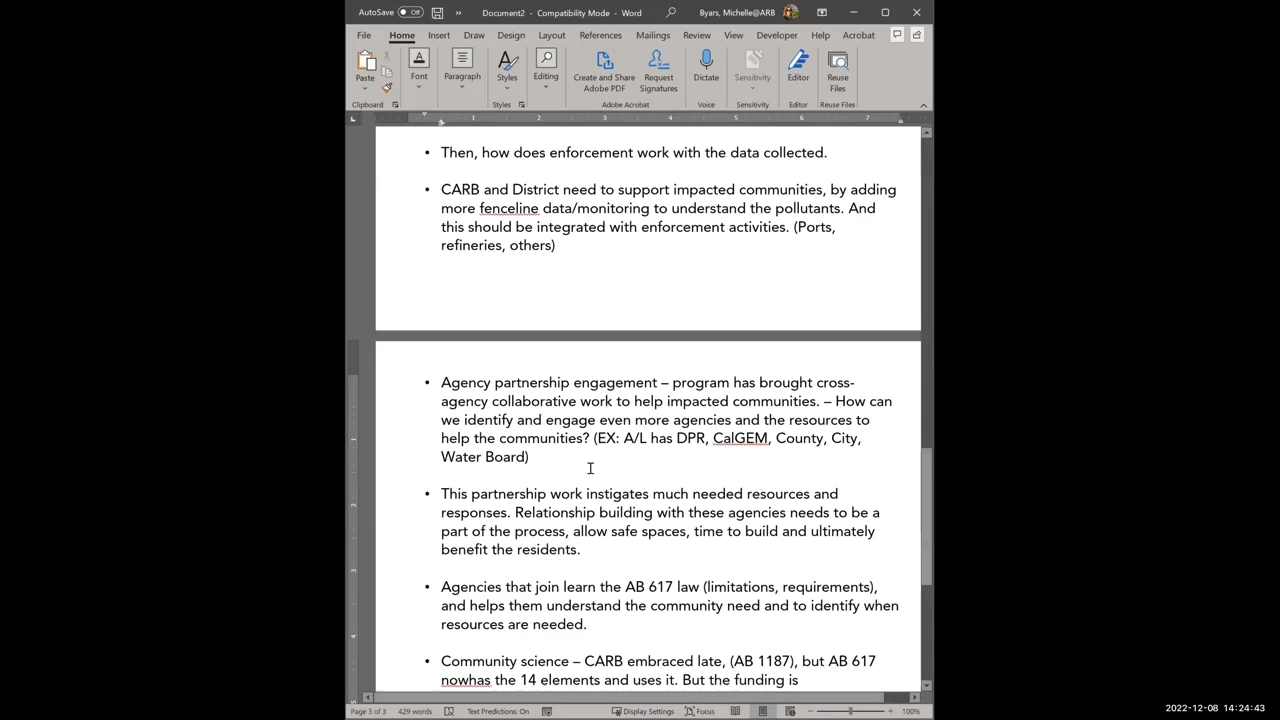 AutoSave Off Document2 - Compatibility Mode - Word Byars, Michelle@ARB
File Home Insert Draw Design Layout References Mailings Review View Developer Help Acrobat
Paste Font Paragraph Styles Editing Create and Share Adobe PDF Request Signatures Dictate Sensitivity Editor Reuse Files
Clipboard Styles Adobe Acrobat Voice Sensitivity Editor Reuse Files
1 2 3 4 5 6 7
• Then, how does enforcement work with the data collected.
• CARB and District need to support impacted communities, by adding
more fenceline data/monitoring to understand the pollutants. And
this should be integrated with enforcement activities. (Ports,
refineries, others)
• Agency partnership engagement – program has brought cross-
agency collaborative work to help impacted communities. – How can
we identify and engage even more agencies and the resources to
help the communities? (EX: A/L has DPR, CalGEM, County, City,
Water Board)
• This partnership work instigates much needed resources and
responses. Relationship building with these agencies needs to be a
part of the process, allow safe spaces, time to build and ultimately
benefit the residents.
• Agencies that join learn the AB 617 law (limitations, requirements),
and helps them understand the community need and to identify when
resources are needed.
• Community science – CARB embraced late, (AB 1187), but AB 617
nowhas the 14 elements and uses it. But the funding is
Page 3 of 3 429 words Text Predictions: On Display Settings Focus 100%
2022-12-08 14:24:43